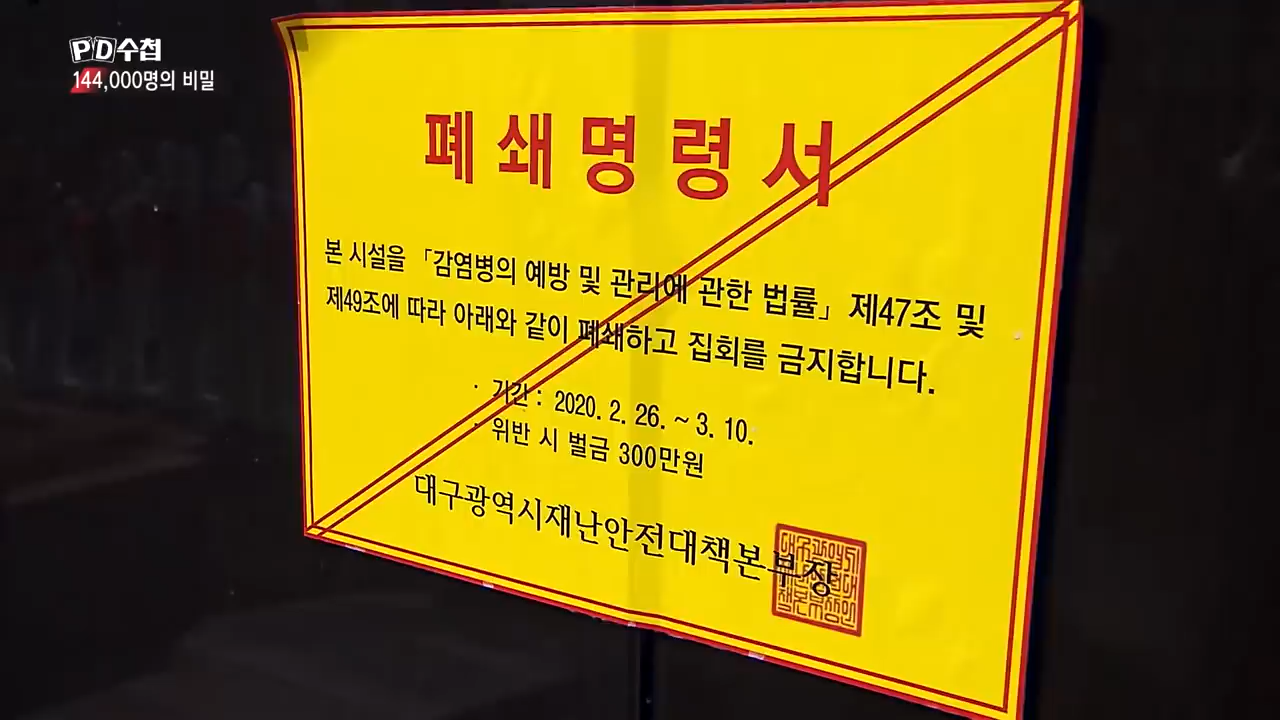 PD수첩
144,000명의 비밀
폐쇄명령서
본 시설을 「감염병의 예방 및 관리에 관한 법률」 제47조 및
제49조에 따라 아래와 같이 폐쇄하고 집회를 금지합니다.
· 기간 : 2020. 2. 26. ~ 3. 10.
· 위반 시 벌금 300만원
대구광역시재난안전대책본부장